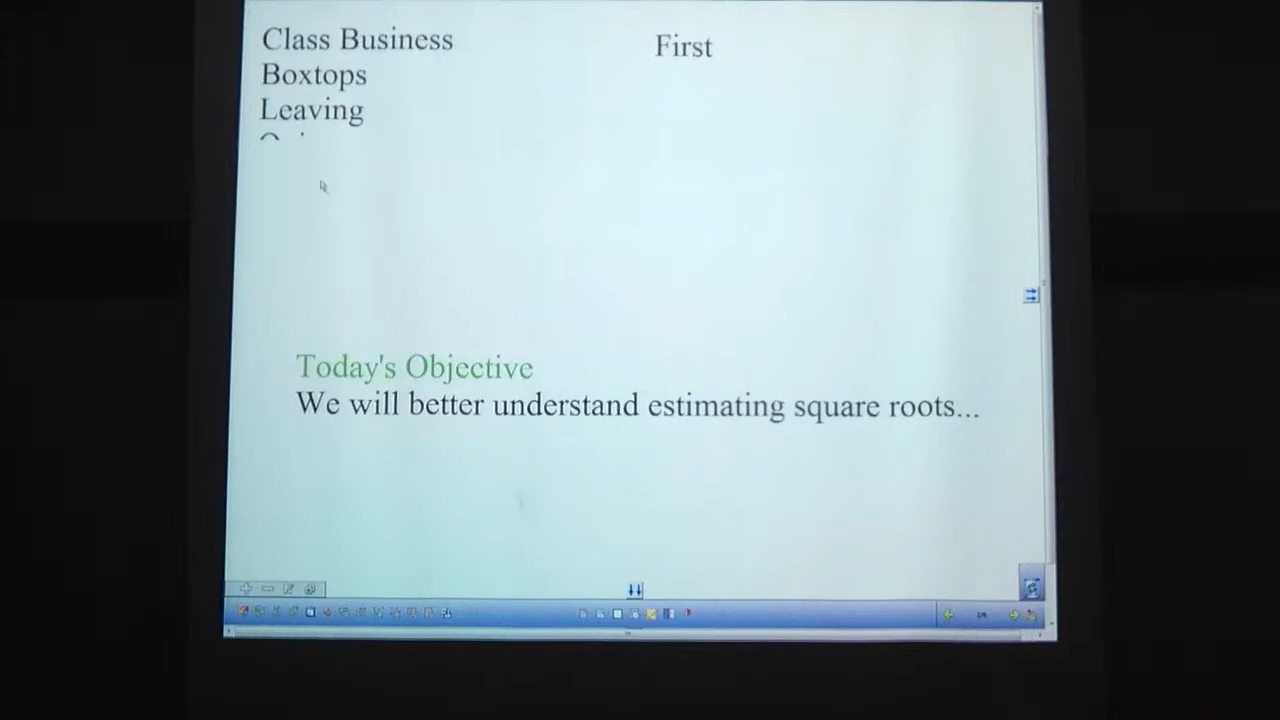 Class Business
First
Boxtops
Leaving
Today's Objective
We will better understand estimating square roots...